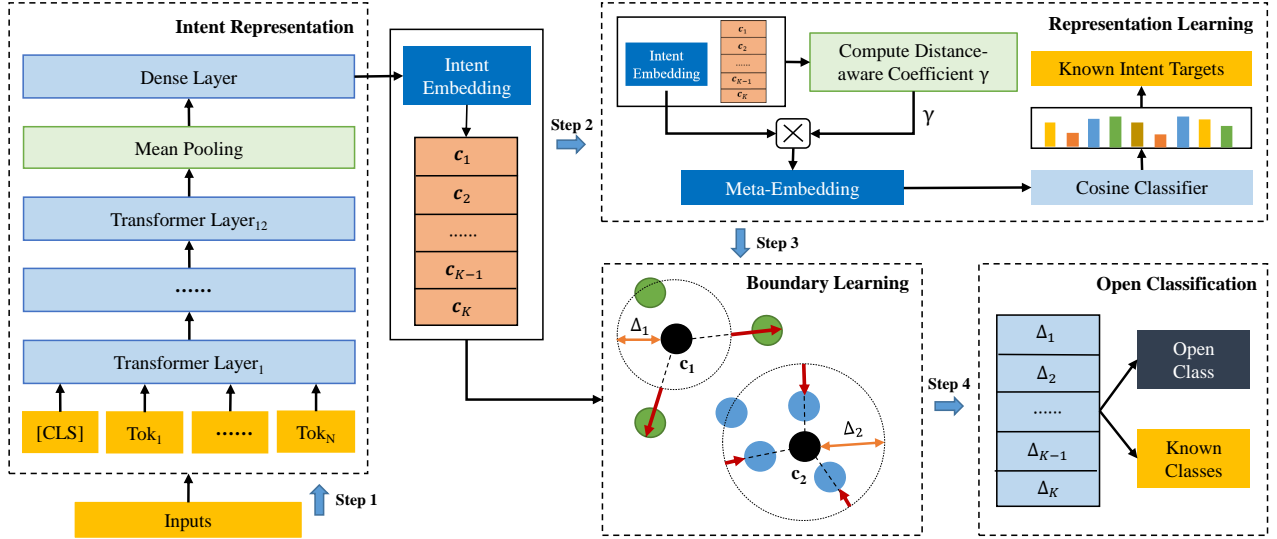 Intent Representation
Dense Layer
Mean Pooling
Transformer Layer12
......
Transformer Layer1
[CLS]
Tok1
......
TokN
Inputs
Step 1
Intent
Embedding
c1
c2
......
cK−1
cK
Step 2
Representation Learning
Intent
Embedding
c1
c2
......
cK−1
cK
Compute Distance-
aware Coefficient γ
γ
Meta-Embedding
Known Intent Targets
Cosine Classifier
Step 3
Boundary Learning
Δ1
c1
Δ2
c2
Step 4
Open Classification
Δ1
Δ2
......
ΔK−1
ΔK
Open
Class
Known
Classes